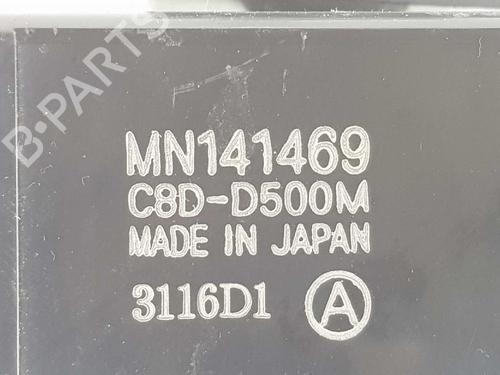 B-PARTS
MN141469
C8D-D500M
MADE IN JAPAN
3116D1 A